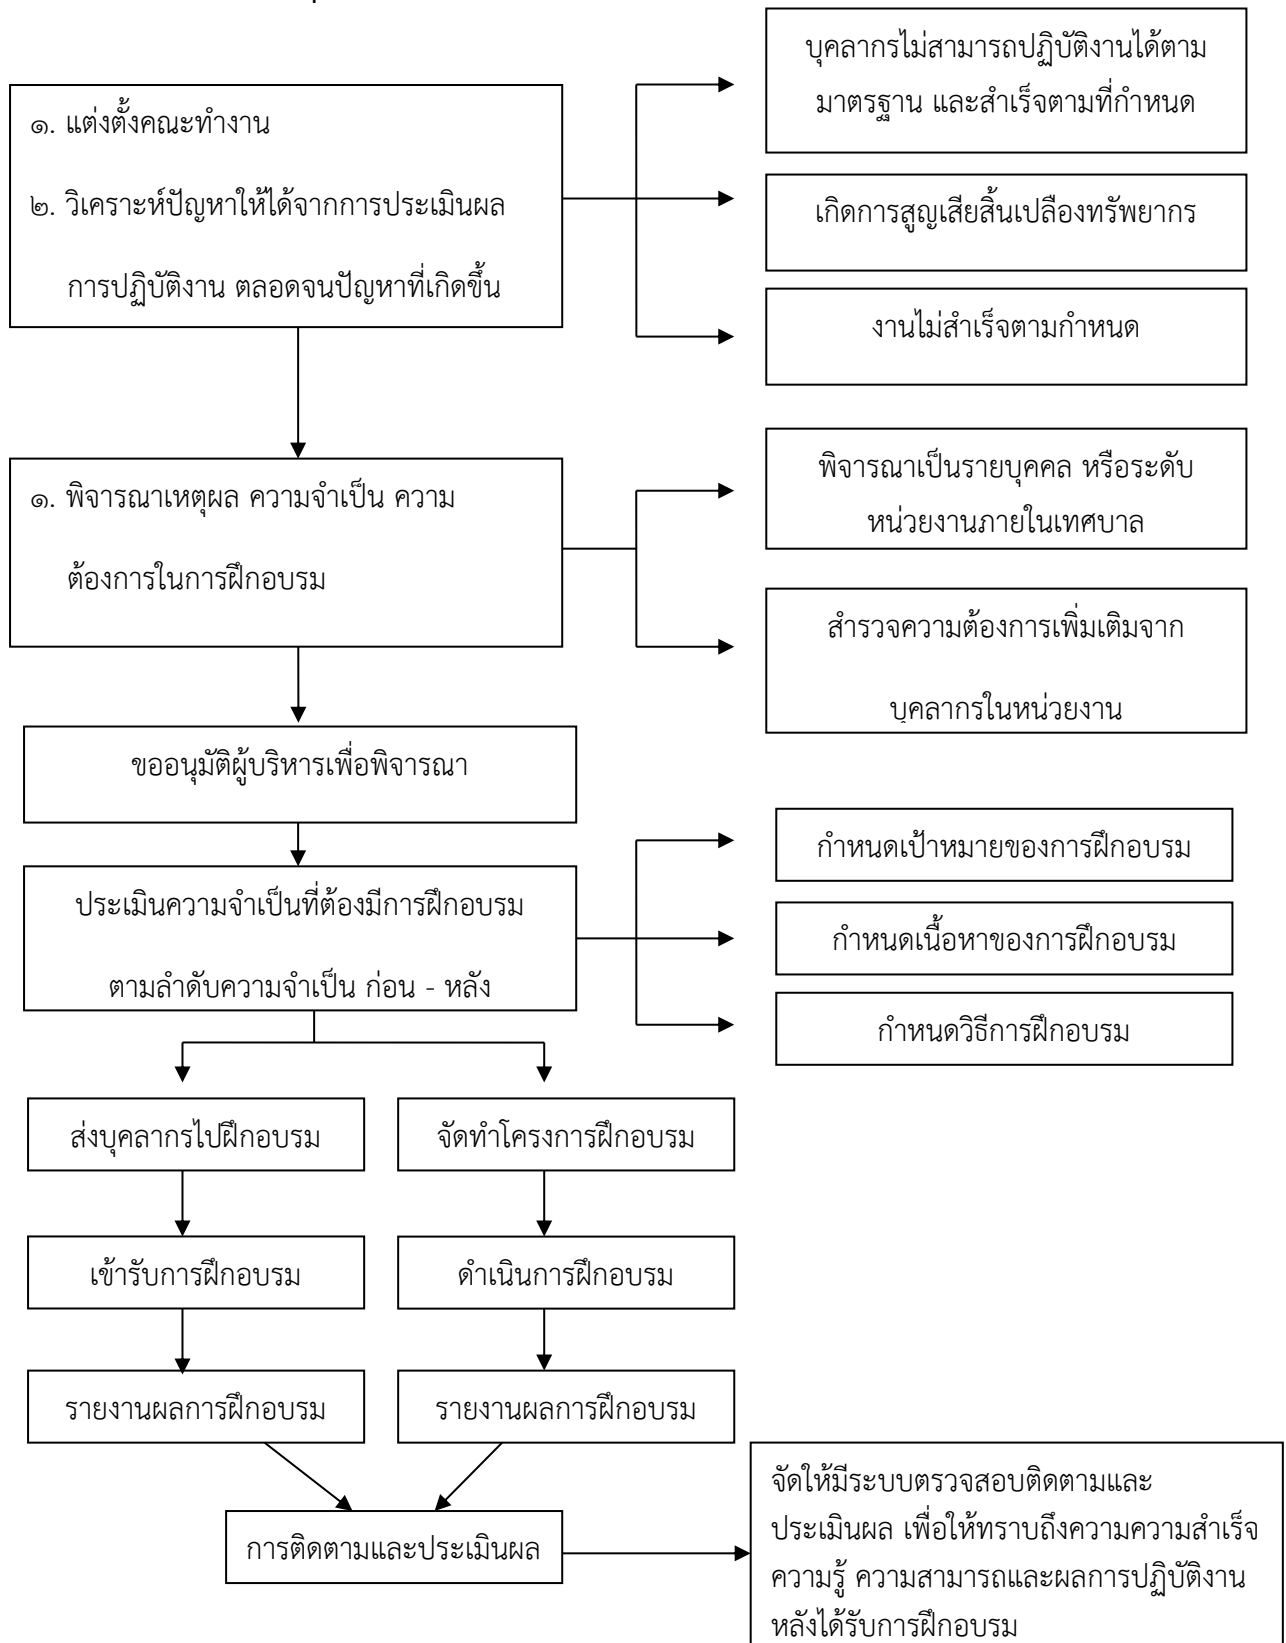 ๑. แต่งตั้งคณะทำงาน
๒. วิเคราะห์ปัญหาให้ได้จากการประเมินผล
การปฏิบัติงาน ตลอดจนปัญหาที่เกิดขึ้น
บุคลากรไม่สามารถปฏิบัติงานได้ตาม
มาตรฐาน และสำเร็จตามที่กำหนด
เกิดการสูญเสียสิ้นเปลืองทรัพยากร
งานไม่สำเร็จตามกำหนด
๑. พิจารณาเหตุผล ความจำเป็น ความ
ต้องการในการฝึกอบรม
พิจารณาเป็นรายบุคคล หรือระดับ
หน่วยงานภายในเทศบาล
สำรวจความต้องการเพิ่มเติมจาก
บุคลากรในหน่วยงาน
ขออนุมัติผู้บริหารเพื่อพิจารณา
ประเมินความจำเป็นที่ต้องมีการฝึกอบรม
ตามลำดับความจำเป็น ก่อน - หลัง
กำหนดเป้าหมายของการฝึกอบรม
กำหนดเนื้อหาของการฝึกอบรม
กำหนดวิธีการฝึกอบรม
ส่งบุคลากรไปฝึกอบรม
จัดทำโครงการฝึกอบรม
เข้ารับการฝึกอบรม
ดำเนินการฝึกอบรม
รายงานผลการฝึกอบรม
รายงานผลการฝึกอบรม
การติดตามและประเมินผล
จัดให้มีระบบตรวจสอบติดตามและ
ประเมินผล เพื่อให้ทราบถึงความความสำเร็จ
ความรู้ ความสามารถและผลการปฏิบัติงาน
หลังได้รับการฝึกอบรม